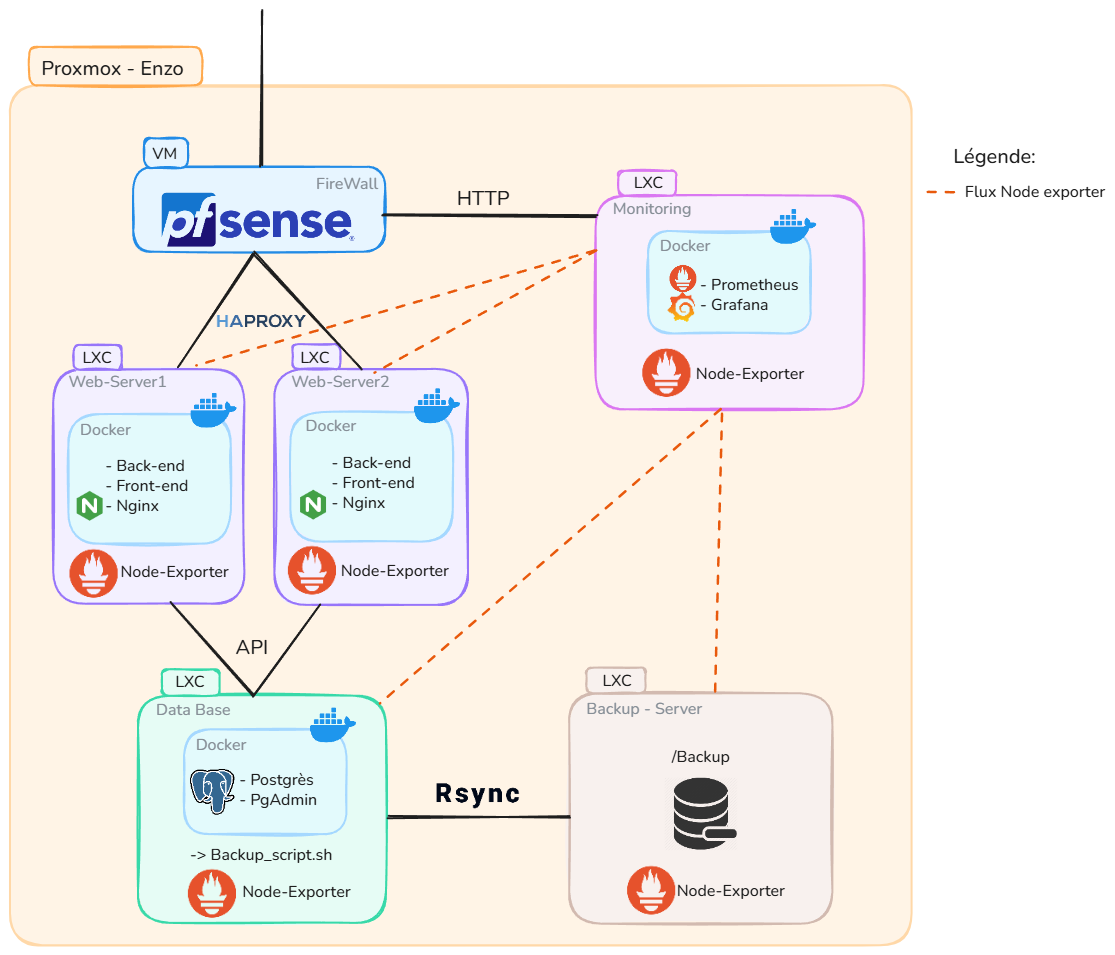 Proxmox - Enzo
VM
FireWall
pfsense®
HTTP
LXC
Monitoring
Docker
- Prometheus
- Grafana
Node-Exporter
Légende:
Flux Node exporter
HAPROXY
LXC
Web-Server1
Docker
- Back-end
- Front-end
N - Nginx
Node-Exporter
LXC
Web-Server2
Docker
- Back-end
- Front-end
N - Nginx
Node-Exporter
API
LXC
Data Base
Docker
- Postgrès
- PgAdmin
-> Backup_script.sh
Node-Exporter
Rsync
LXC
Backup - Server
/Backup
Node-Exporter